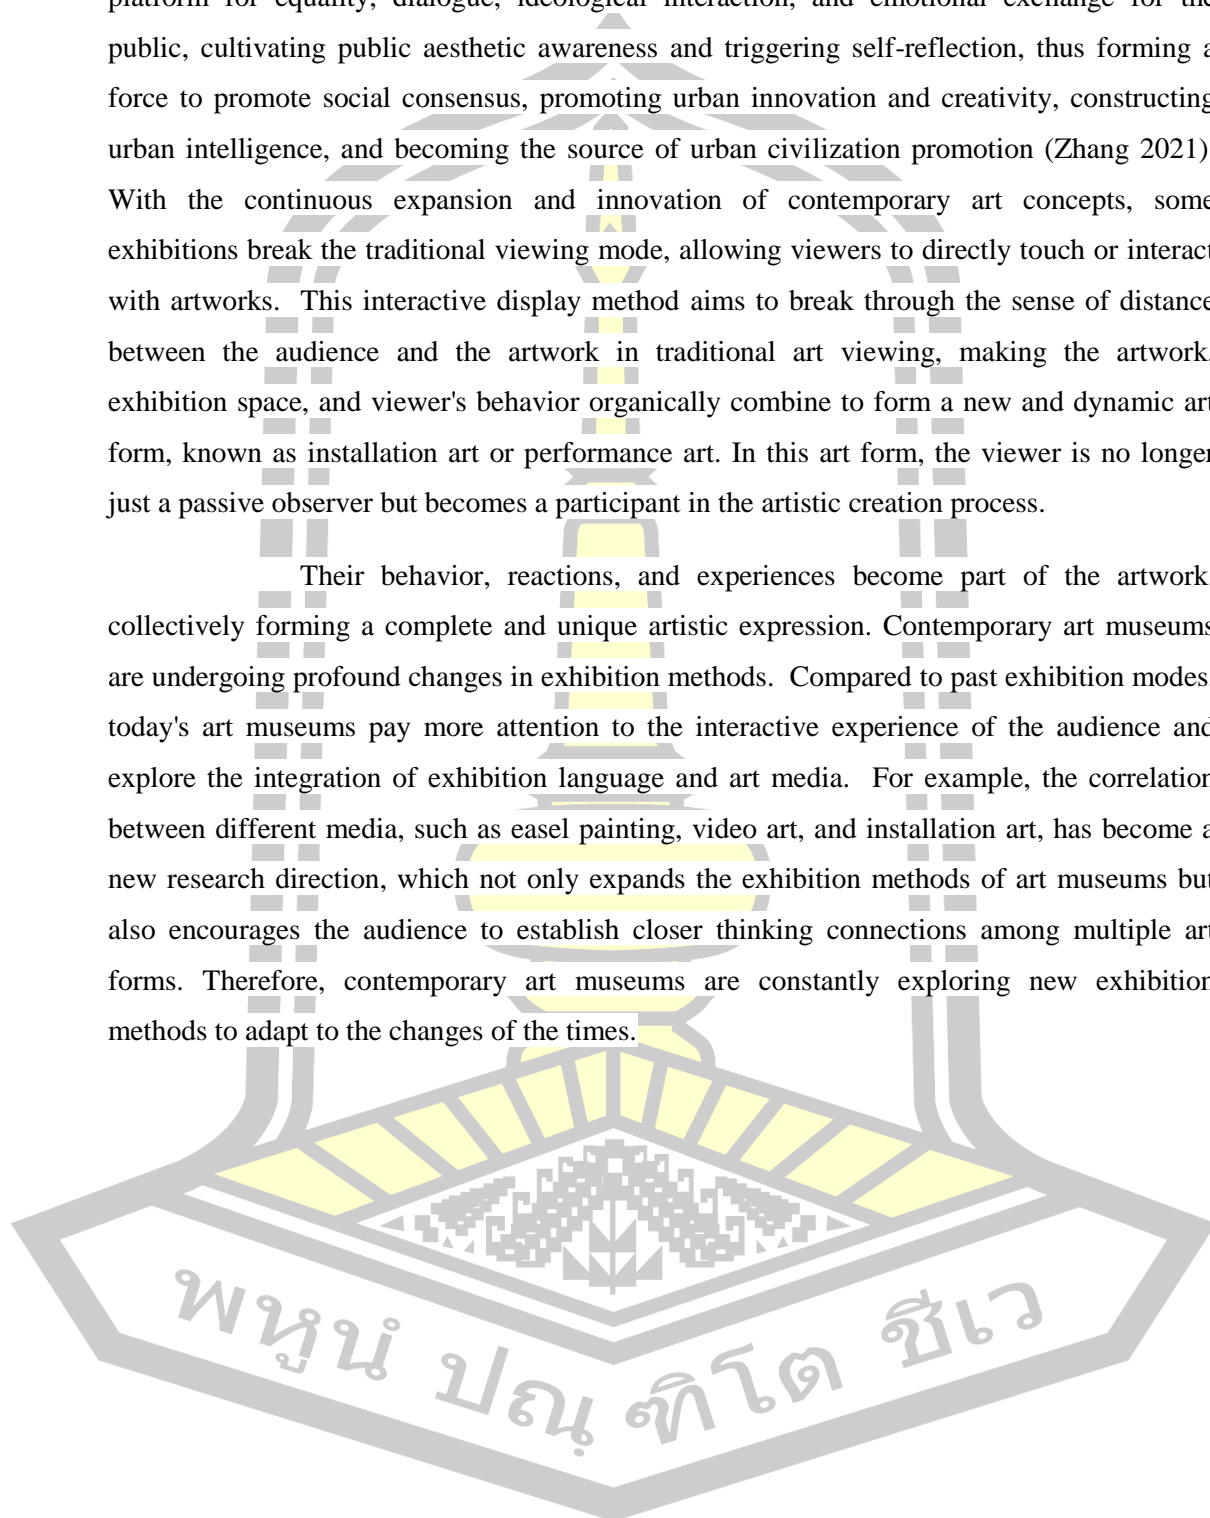 platform for equality, dialogue, ideological interaction, and emotional exchange for the
public, cultivating public aesthetic awareness and triggering self-reflection, thus forming a
force to promote social consensus, promoting urban innovation and creativity, constructing
urban intelligence, and becoming the source of urban civilization promotion (Zhang 2021)
With the continuous expansion and innovation of contemporary art concepts, some
exhibitions break the traditional viewing mode, allowing viewers to directly touch or interact
with artworks. This interactive display method aims to break through the sense of distance
between the audience and the artwork in traditional art viewing, making the artwork,
exhibition space, and viewer's behavior organically combine to form a new and dynamic art
form, known as installation art or performance art. In this art form, the viewer is no longer
just a passive observer but becomes a participant in the artistic creation process.
Their behavior, reactions, and experiences become part of the artwork,
collectively forming a complete and unique artistic expression. Contemporary art museums
are undergoing profound changes in exhibition methods. Compared to past exhibition modes,
today's art museums pay more attention to the interactive experience of the audience and
explore the integration of exhibition language and art media. For example, the correlation
between different media, such as easel painting, video art, and installation art, has become a
new research direction, which not only expands the exhibition methods of art museums but
also encourages the audience to establish closer thinking connections among multiple art
forms. Therefore, contemporary art museums are constantly exploring new exhibition
methods to adapt to the changes of the times.
พหูนํ ปณฺฑิโต ชีเว